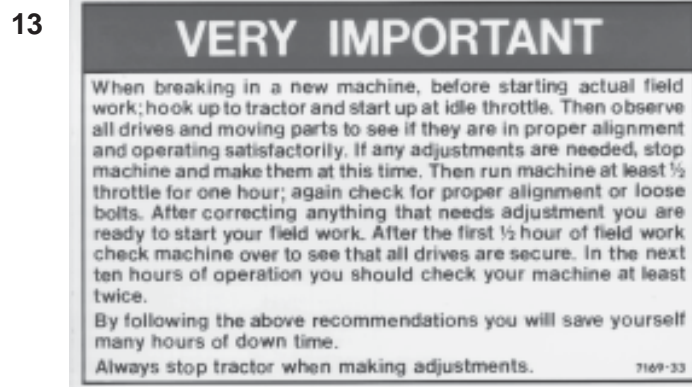 13
VERY IMPORTANT
When breaking in a new machine, before starting actual field
work; hook up to tractor and start up at idle throttle. Then observe
all drives and moving parts to see if they are in proper alignment
and operating satisfactorily. If any adjustments are needed, stop
machine and make them at this time. Then run machine at least ½
throttle for one hour; again check for proper alignment or loose
bolts. After correcting anything that needs adjustment you are
ready to start your field work. After the first ½ hour of field work
check machine over to see that all drives are secure. In the next
ten hours of operation you should check your machine at least
twice.
By following the above recommendations you will save yourself
many hours of down time.
Always stop tractor when making adjustments. 7169-33